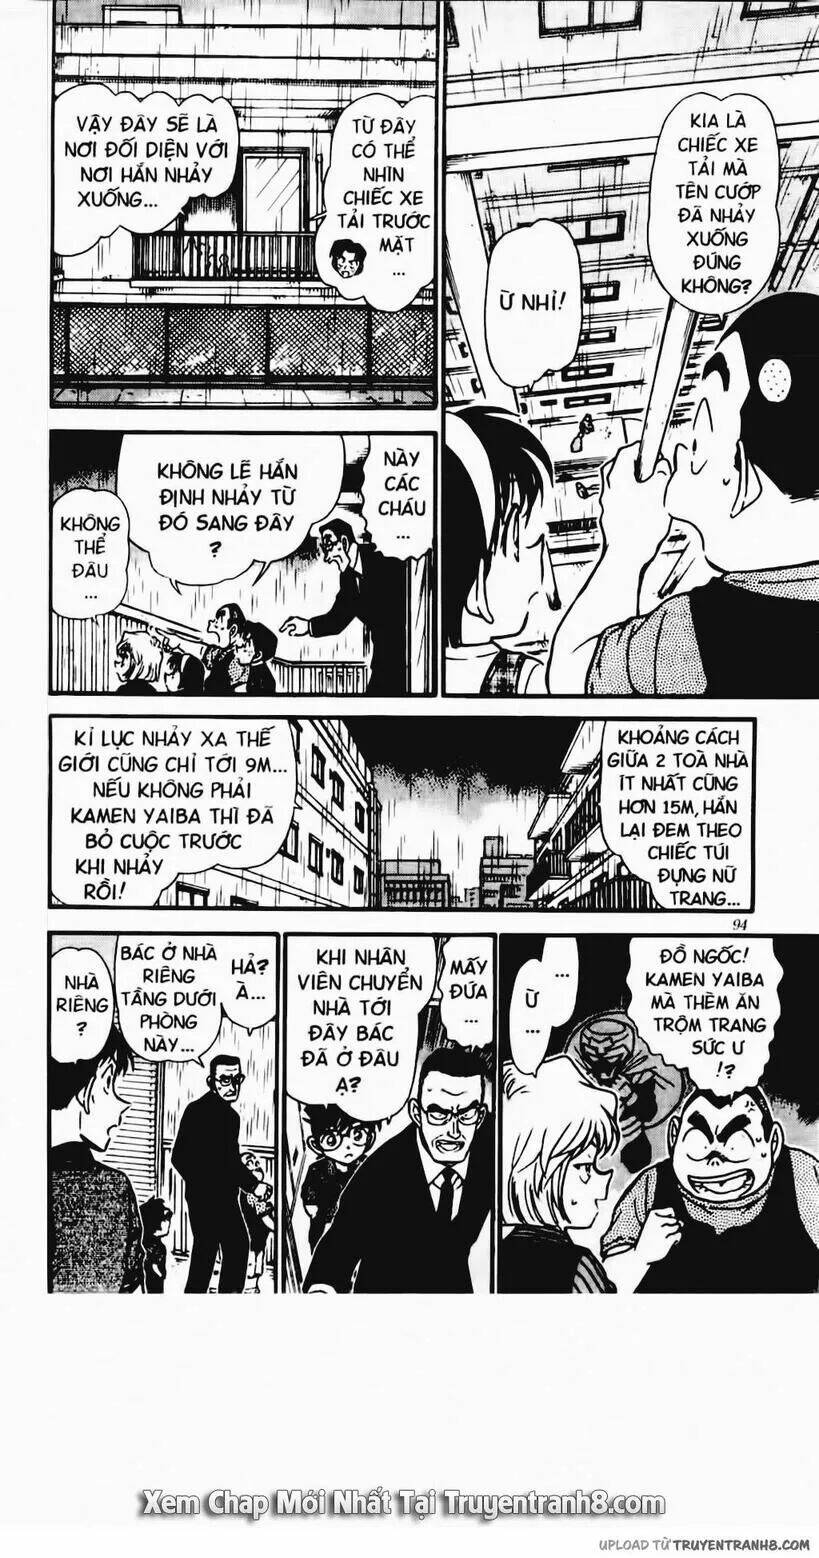 KIA LÀ
CHIẾC XE
TẢI MÀ
TÊN CƯỚP
ĐÃ NHẢY
XUỐNG
ĐÚNG
KHÔNG?
Ừ NHỈ!
TỪ ĐÂY
CÓ THỂ
NHÌN
CHIẾC XE
TẢI TRƯỚC
MẶT
...
VẬY ĐÂY SẼ LÀ
NƠI ĐỐI DIỆN VỚI
NƠI HẮN NHẢY
XUỐNG...
NÀY
CÁC
CHÁU
...
KHÔNG LẼ HẮN
ĐỊNH NHẢY TỪ
ĐÓ SANG ĐÂY
?
KHÔNG
THỂ
ĐÂU
...
KHOẢNG CÁCH
GIỮA 2 TOÀ NHÀ
ÍT NHẤT CŨNG
HƠN 15M, HẮN
LẠI ĐEM THEO
CHIẾC TÚI
ĐỰNG NỮ
TRANG...
KỈ LỤC NHẢY XA THẾ
GIỚI CŨNG CHỈ TỚI 9M...
NẾU KHÔNG PHẢI
KAMEN YAIBA THÌ ĐÃ
BỎ CUỘC TRƯỚC
KHI NHẢY
RỒI!
94
ĐỒ NGỐC!
KAMEN YAIBA
MÀ THÈM ĂN
TRỘM TRANG
SỨC Ư
!?
...
Ừ
...
MẤY
ĐỨA
...
KHI NHÂN
VIÊN CHUYỂN
NHÀ TỚI
ĐÂY BÁC
ĐÃ Ở ĐÂU
Ạ?
HẢ?
À...
BÁC Ở NHÀ
RIÊNG
TẦNG DƯỚI
PHÒNG
NÀY...
NHÀ
RIÊNG
?
Xem Chap Mới Nhất Tại Truyentranh8.com
UPLOAD TỪ TRUYENTRANH8.COM